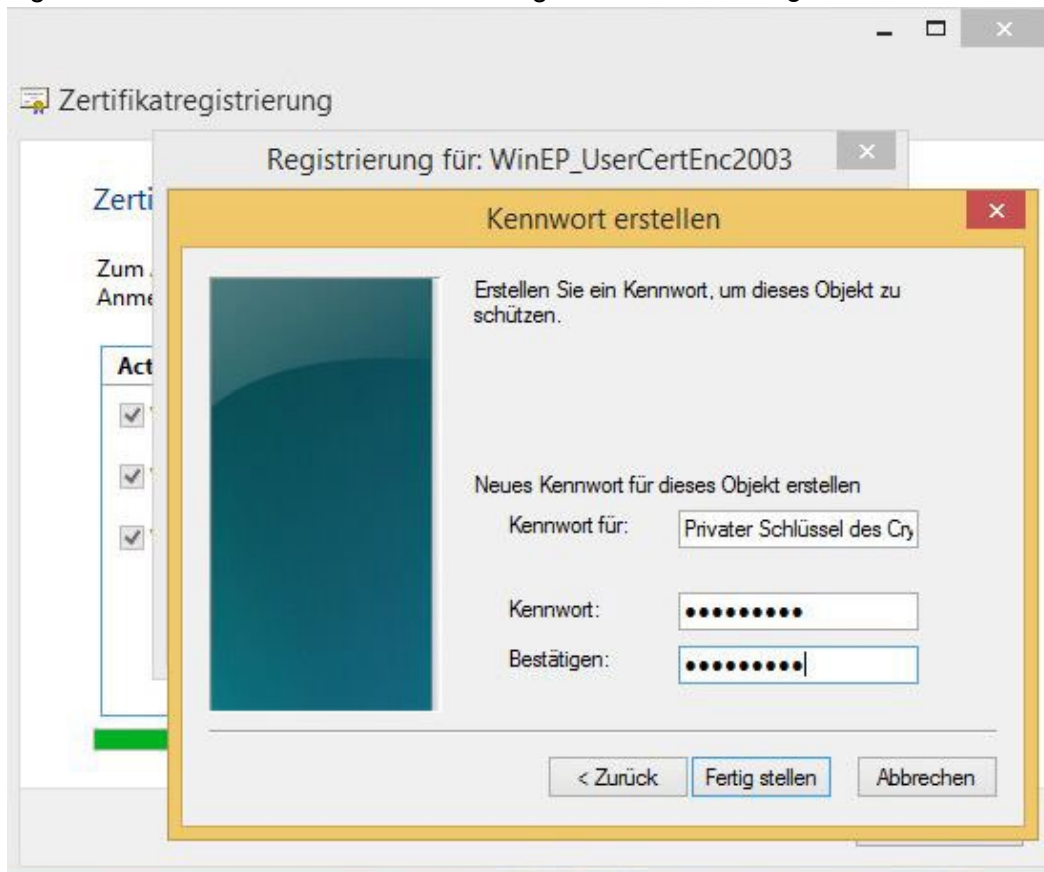 Zertifikatregistrierung
Registrierung für: WinEP_UserCertEnc2003
Kennwort erstellen
Erstellen Sie ein Kennwort, um dieses Objekt zu
schützen.
Neues Kennwort für dieses Objekt erstellen
Kennwort für: Privater Schlüssel des Cry
Kennwort: •••••••••
Bestätigen: •••••••••
< Zurück Fertig stellen Abbrechen
Zerti
Zum
Anme
Act